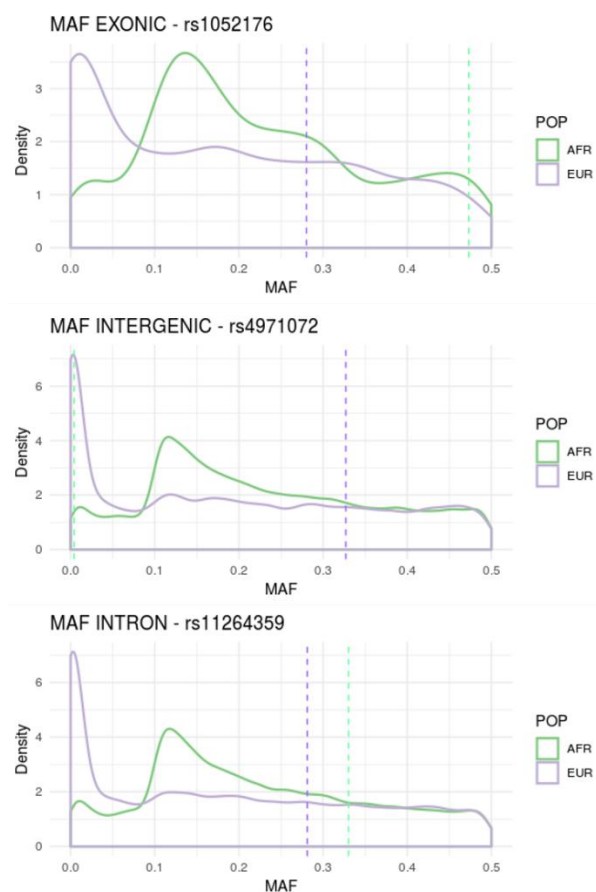 MAF EXONIC - rs1052176
Density
3
2
1
0
0.0 0.1 0.2 0.3 0.4 0.5
MAF
POP
AFR
EUR
MAF INTERGENIC - rs4971072
Density
6
4
2
0
0.0 0.1 0.2 0.3 0.4 0.5
MAF
POP
AFR
EUR
MAF INTRON - rs11264359
Density
6
4
2
0
0.0 0.1 0.2 0.3 0.4 0.5
MAF
POP
AFR
EUR